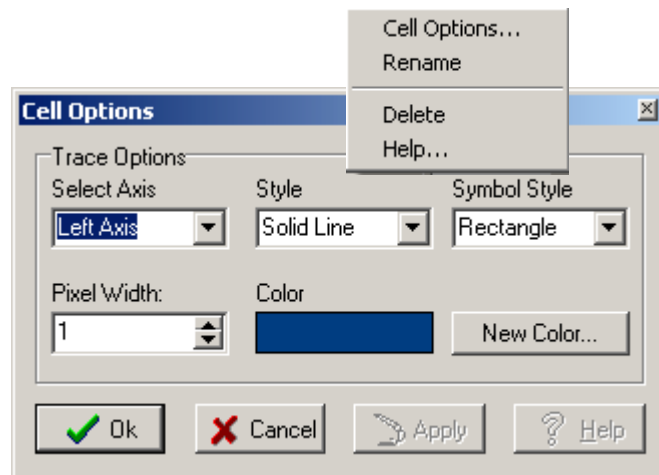 Cell Options...
Rename
Delete
Help...
Cell Options
Trace Options
Select Axis Style Symbol Style
Left Axis Solid Line Rectangle
Pixel Width: Color
1 New Color...
Ok Cancel Apply Help